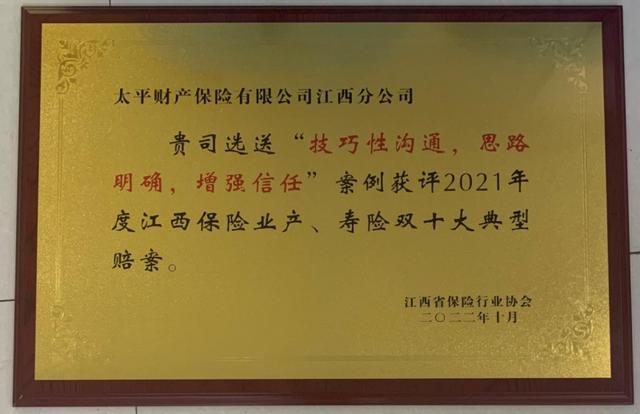 太平财产保险有限公司江西分公司
贵司选送“技巧性沟通，思路
明确，增强信任”案例获评2021年
度江西保险业产、寿险双十大典型
赔案。
江西省保险行业协会
二〇二二年十月